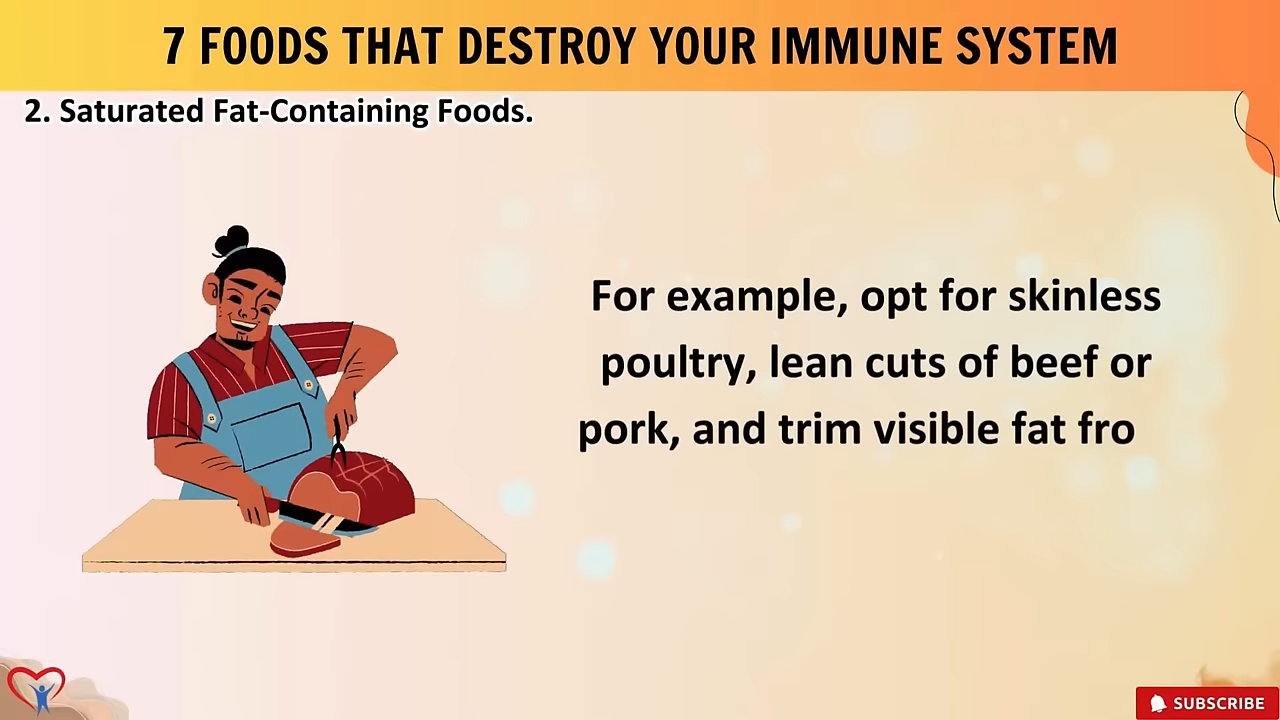 7 FOODS THAT DESTROY YOUR IMMUNE SYSTEM
2. Saturated Fat-Containing Foods.
For example, opt for skinless
poultry, lean cuts of beef or
pork, and trim visible fat fro
SUBSCRIBE